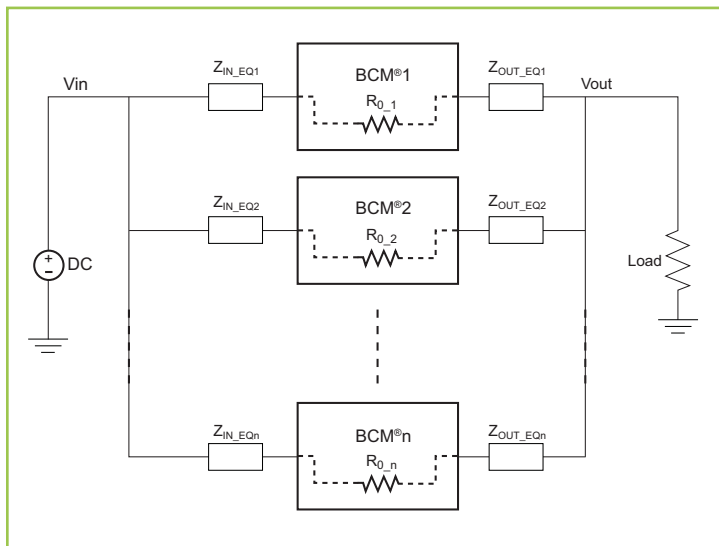 Z_IN_EQ1 BCM®1 Z_OUT_EQ1
Vin R_0_1 Vout
Z_IN_EQ2 BCM®2 Z_OUT_EQ2
R_0_2
+
− DC Load
Z_IN_EQn BCM®n Z_OUT_EQn
R_0_n